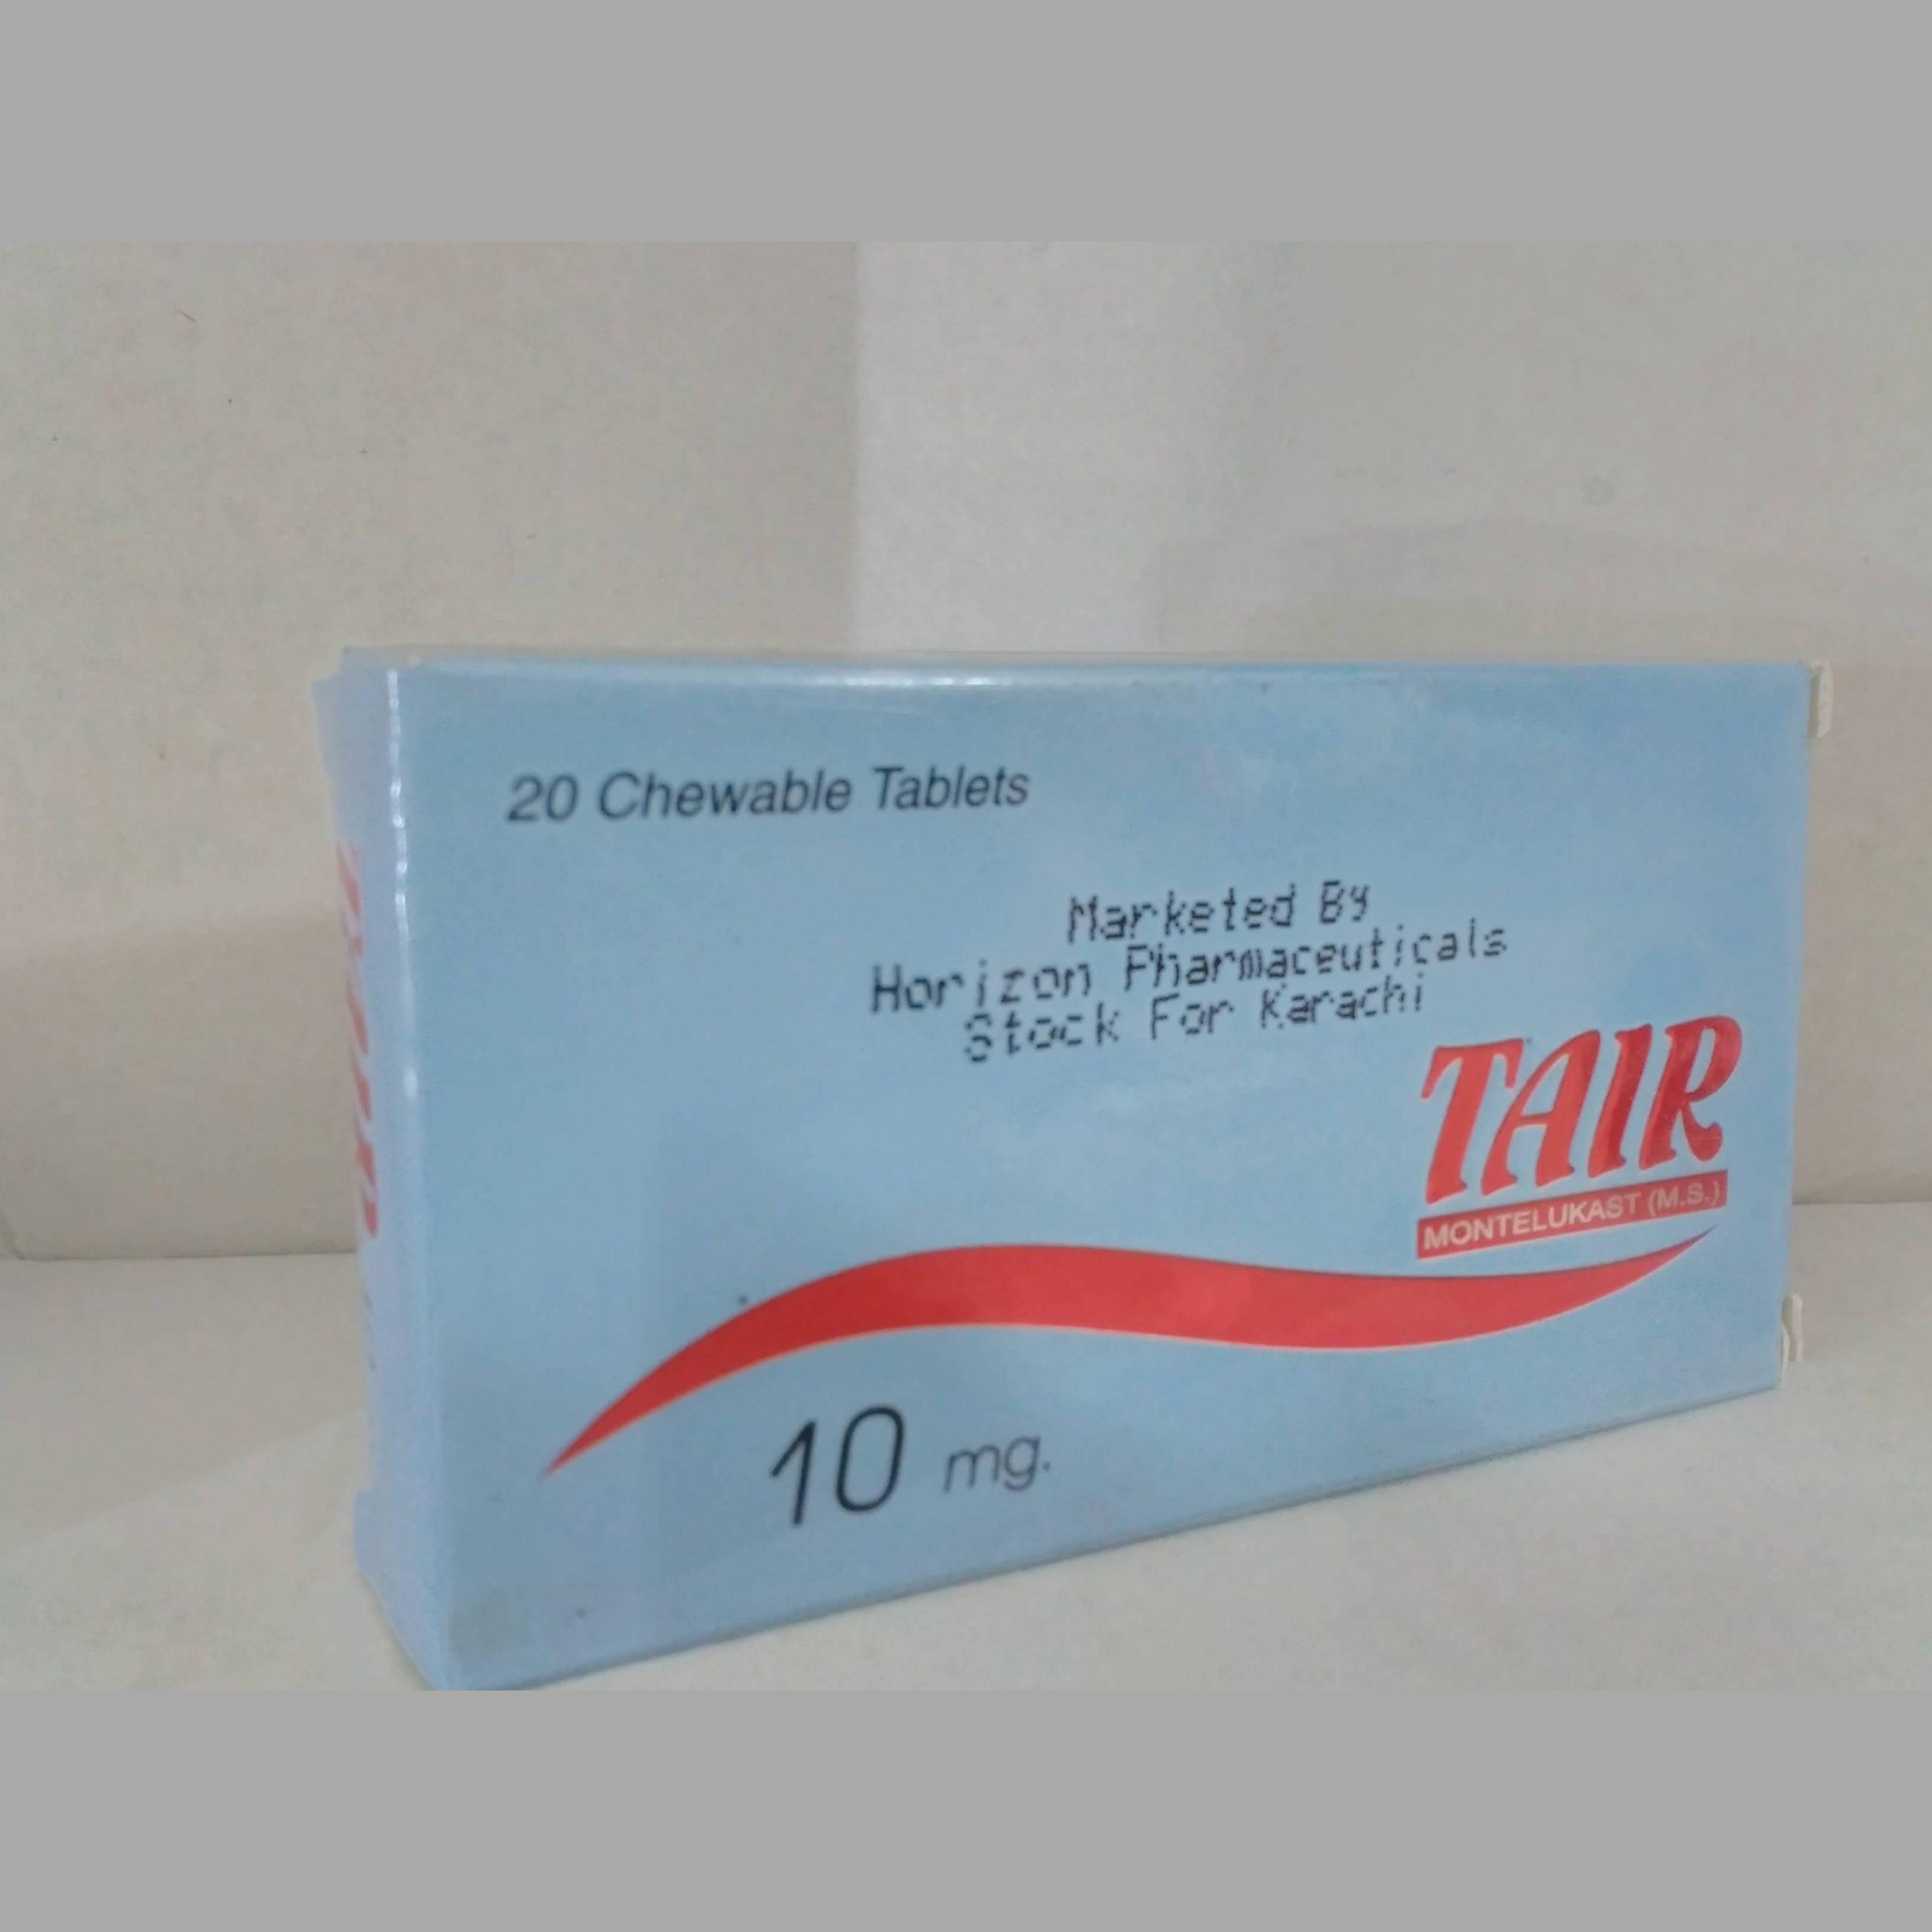 20 Chewable Tablets
Marketed By
Horizon Pharmaceuticals
Stock For Karachi
TAIR
MONTELUKAST (M.S.)
10 mg.